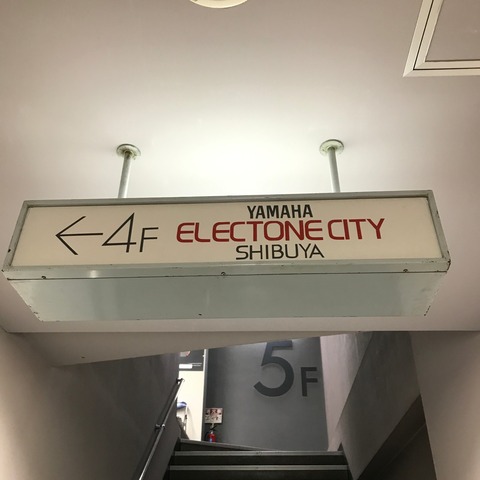 ←4F
YAMAHA
ELECTONE CITY
SHIBUYA
5F